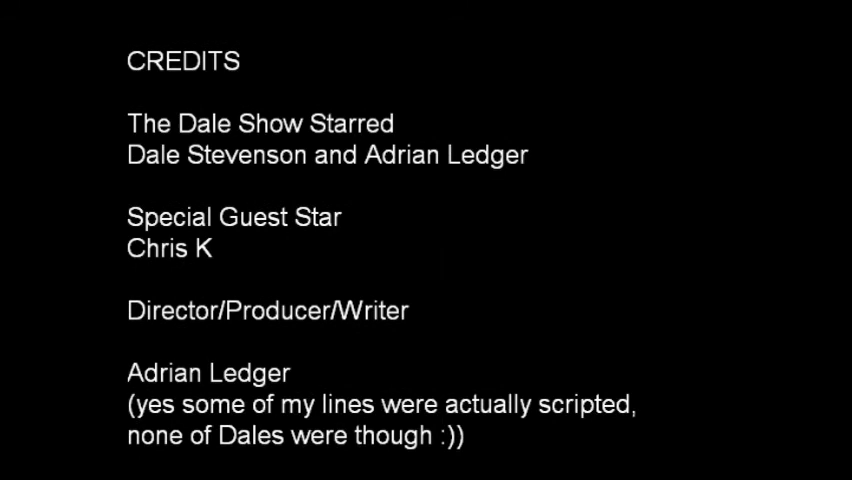 CREDITS
The Dale Show Starred
Dale Stevenson and Adrian Ledger
Special Guest Star
Chris K
Director/Producer/Writer
Adrian Ledger
(yes some of my lines were actually scripted,
none of Dales were though :))